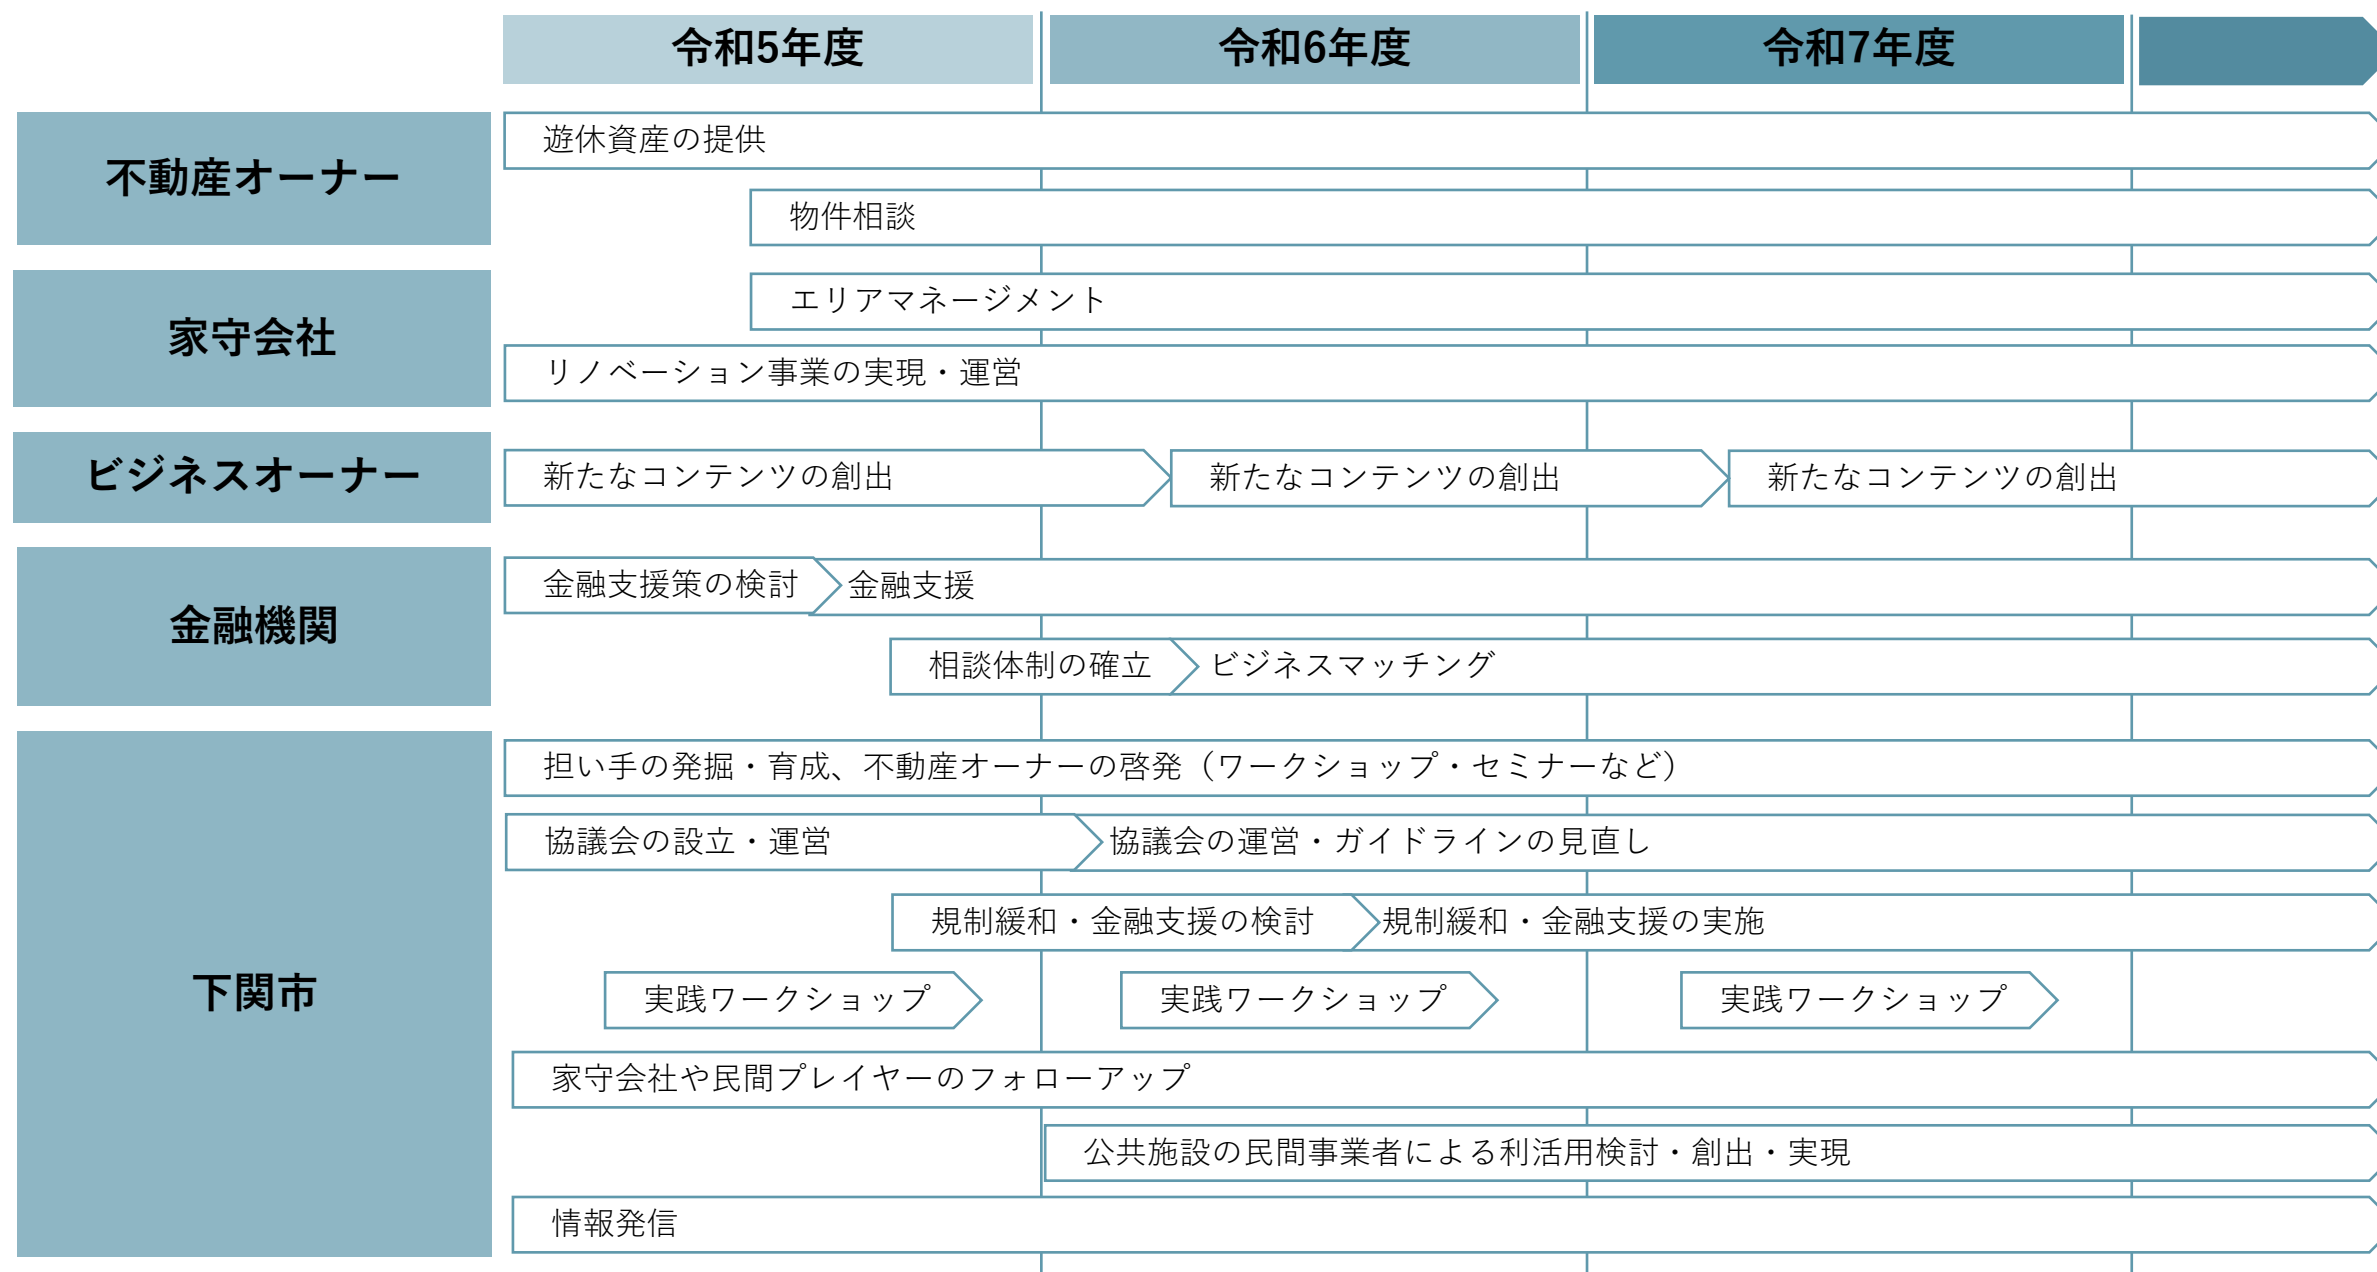 令和5年度
令和6年度
令和7年度
不動産オーナー
遊休資産の提供
物件相談
家守会社
エリアマネージメント
リノベーション事業の実現・運営
ビジネスオーナー
新たなコンテンツの創出
新たなコンテンツの創出
新たなコンテンツの創出
金融機関
金融支援策の検討
金融支援
相談体制の確立
ビジネスマッチング
下関市
担い手の発掘・育成、不動産オーナーの啓発（ワークショップ・セミナーなど）
協議会の設立・運営
協議会の運営・ガイドラインの見直し
規制緩和・金融支援の検討
規制緩和・金融支援の実施
実践ワークショップ
実践ワークショップ
実践ワークショップ
家守会社や民間プレイヤーのフォローアップ
公共施設の民間事業者による利活用検討・創出・実現
情報発信